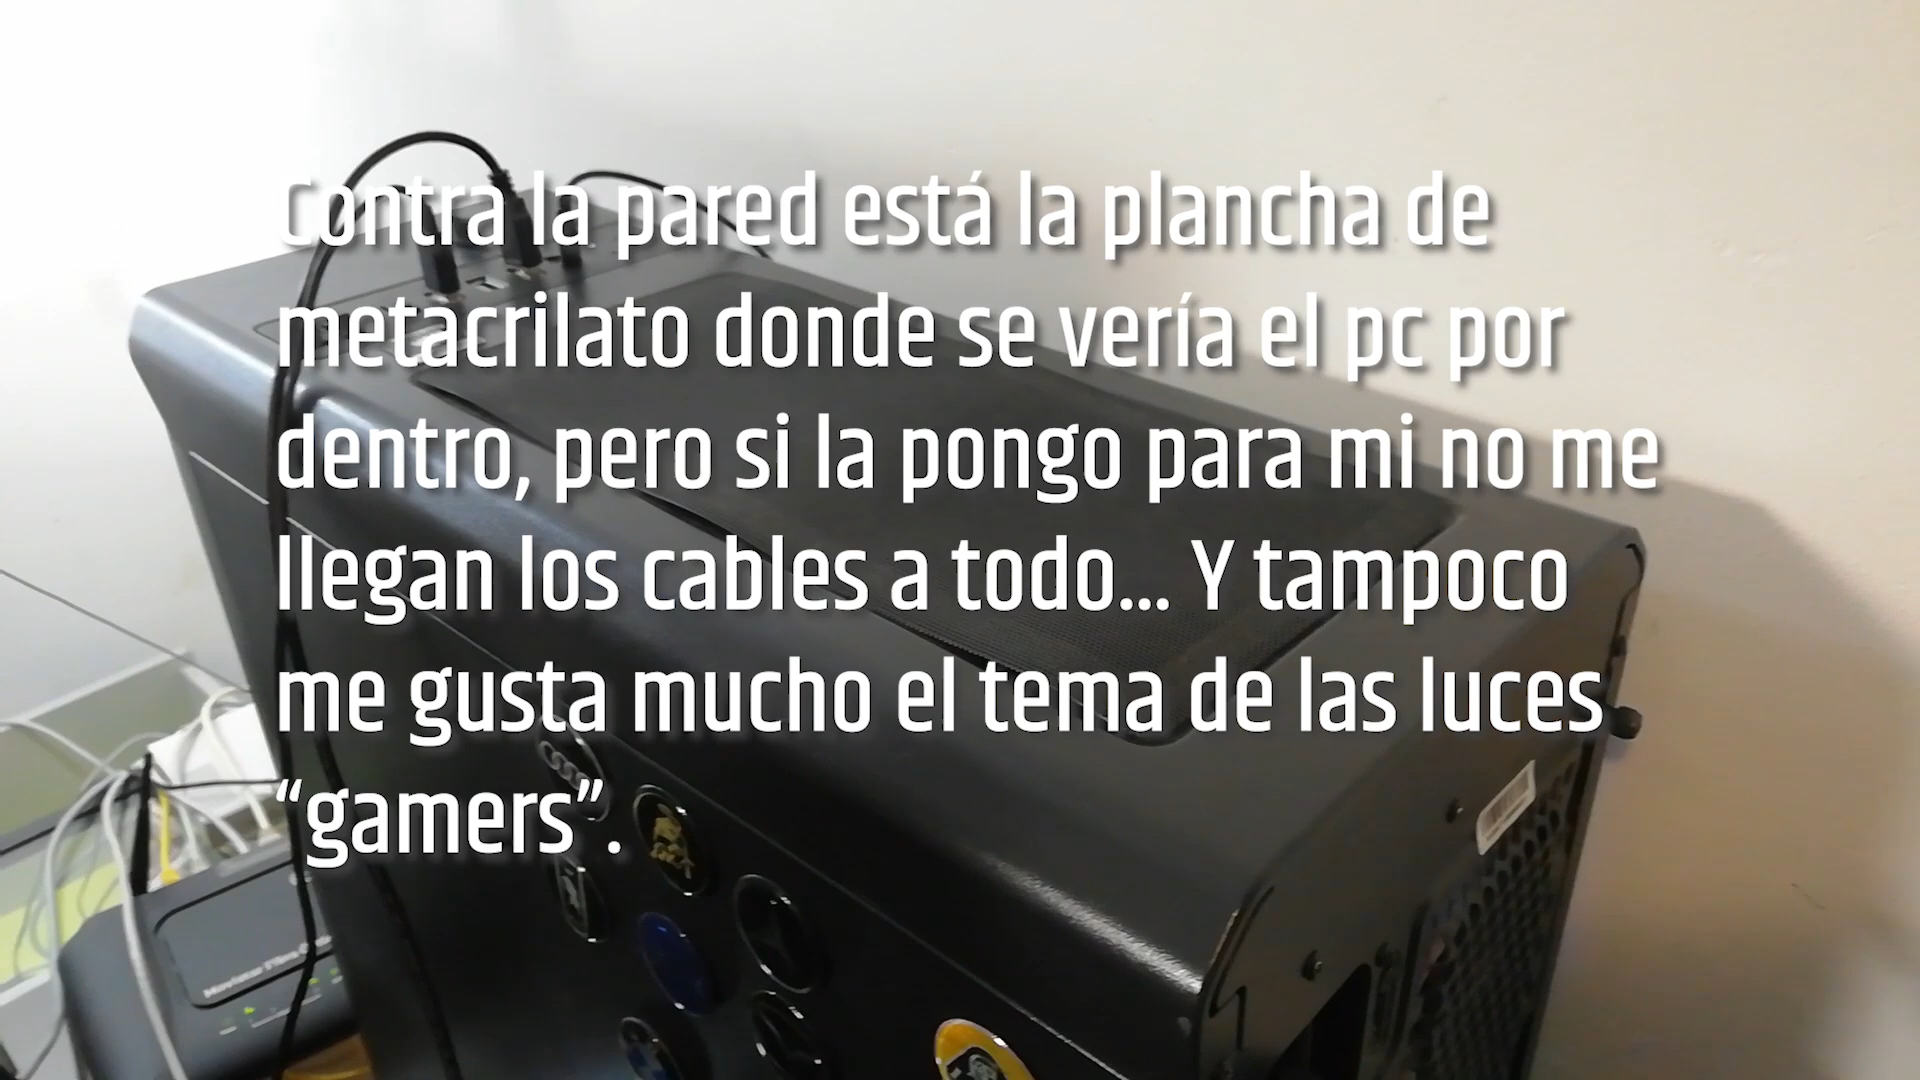 Contra la pared está la plancha de
metacrilato donde se vería el pc por
dentro, pero si la pongo para mi no me
llegan los cables a todo... Y tampoco
me gusta mucho el tema de las luces
“gamers”.